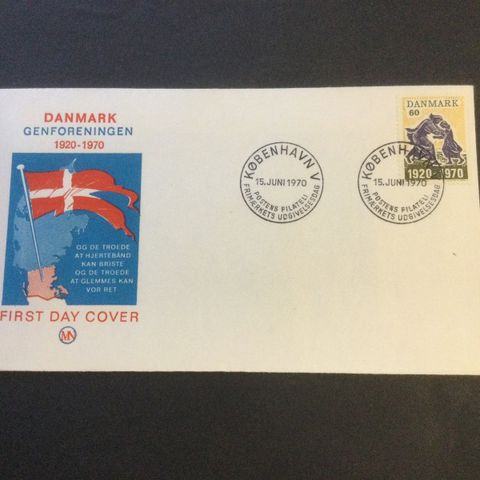 DANMARK
GENFORENINGEN
1920-1970
OG DE TROEDE
AT HJERTEBÅND
KAN BRISTE
OG DE TROEDE
AT GLEMMES KAN
VOR RET
FIRST DAY COVER
MN
KØBENHAVN V
15. JUNI 1970
POSTENS FILATELI
FRIMÆRKETS UDGIVELSESDAG
DANMARK
60
1920-1970
KØBENHAVN V
15. JUNI 1970
POSTENS FILATELI
FRIMÆRKETS UDGIVELSESDAG